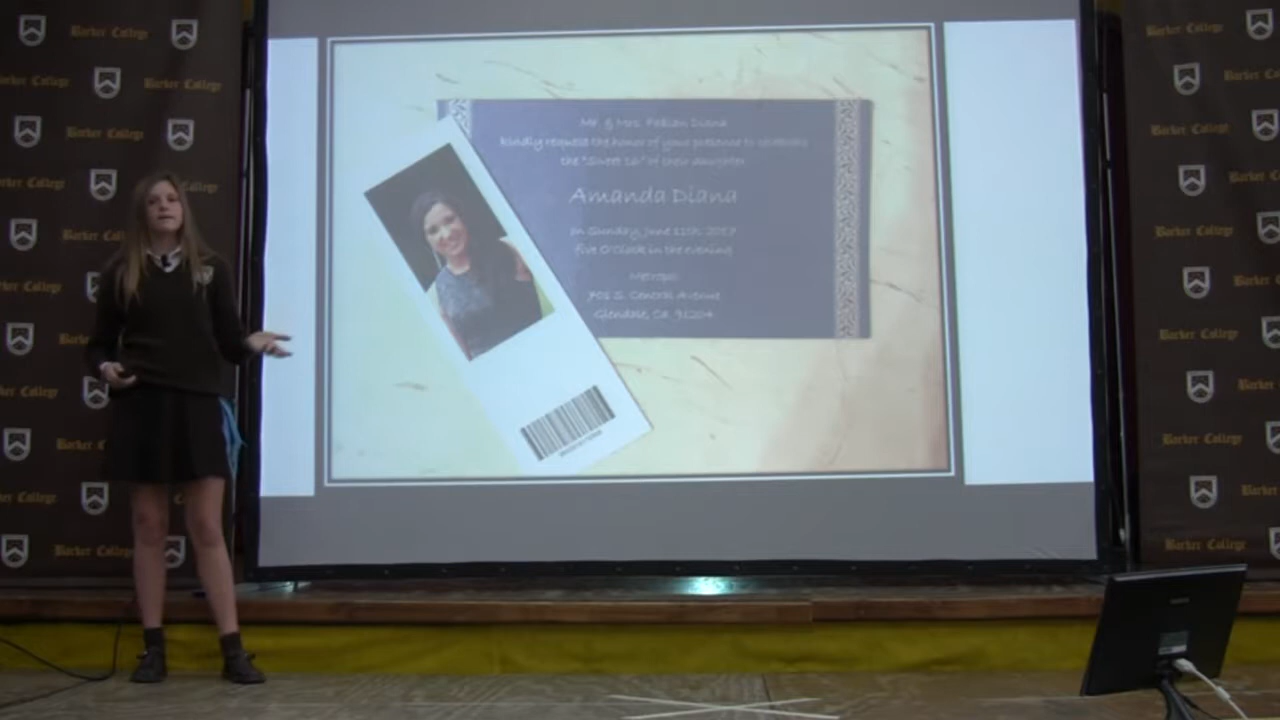 Barker College
Mr. & Mrs. Fabian Diana
kindly request the honor of your presence to celebrate
the "Sweet 16" of their daughter
Amanda Diana
on Sunday, June 11th, 2017
five O'Clock in the evening
701 S. Central Avenue
Glendale, Ca. 91204
Barker College